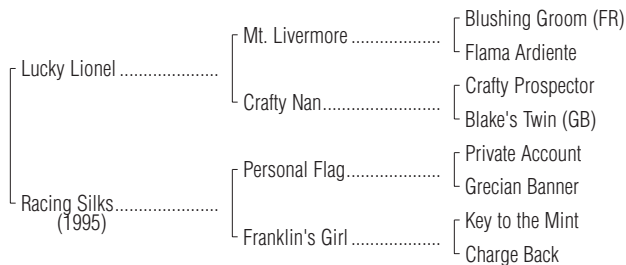 Blushing Groom (FR)
Mt. Livermore ...................
Flama Ardiente
Lucky Lionel .....................
Crafty Prospector
Crafty Nan.........................
Blake's Twin (GB)
Private Account
Personal Flag....................
Grecian Banner
Racing Silks......................
(1995)
Key to the Mint
Franklin's Girl ...................
Charge Back